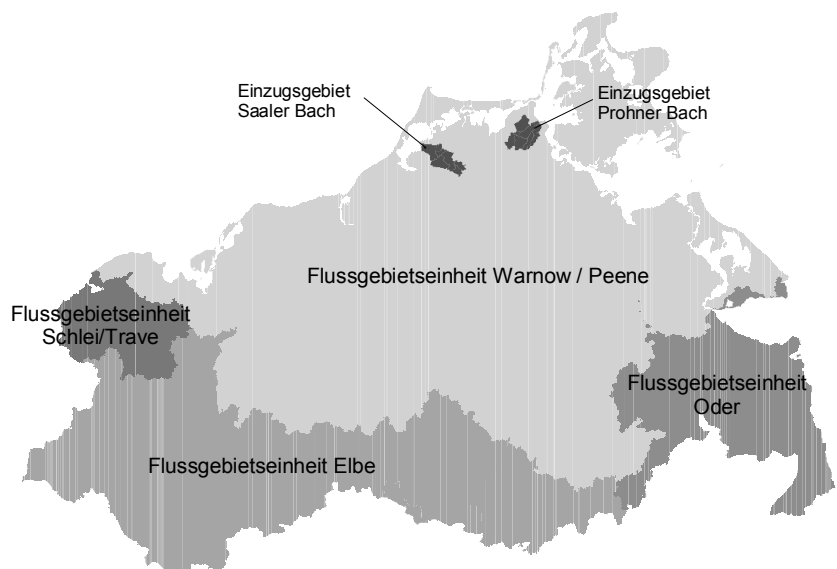 Einzugsgebiet
Saaler Bach
Einzugsgebiet
Prohner Bach
Flussgebietseinheit Warnow / Peene
Flussgebietseinheit
Schlei/Trave
Flussgebietseinheit
Oder
Flussgebietseinheit Elbe